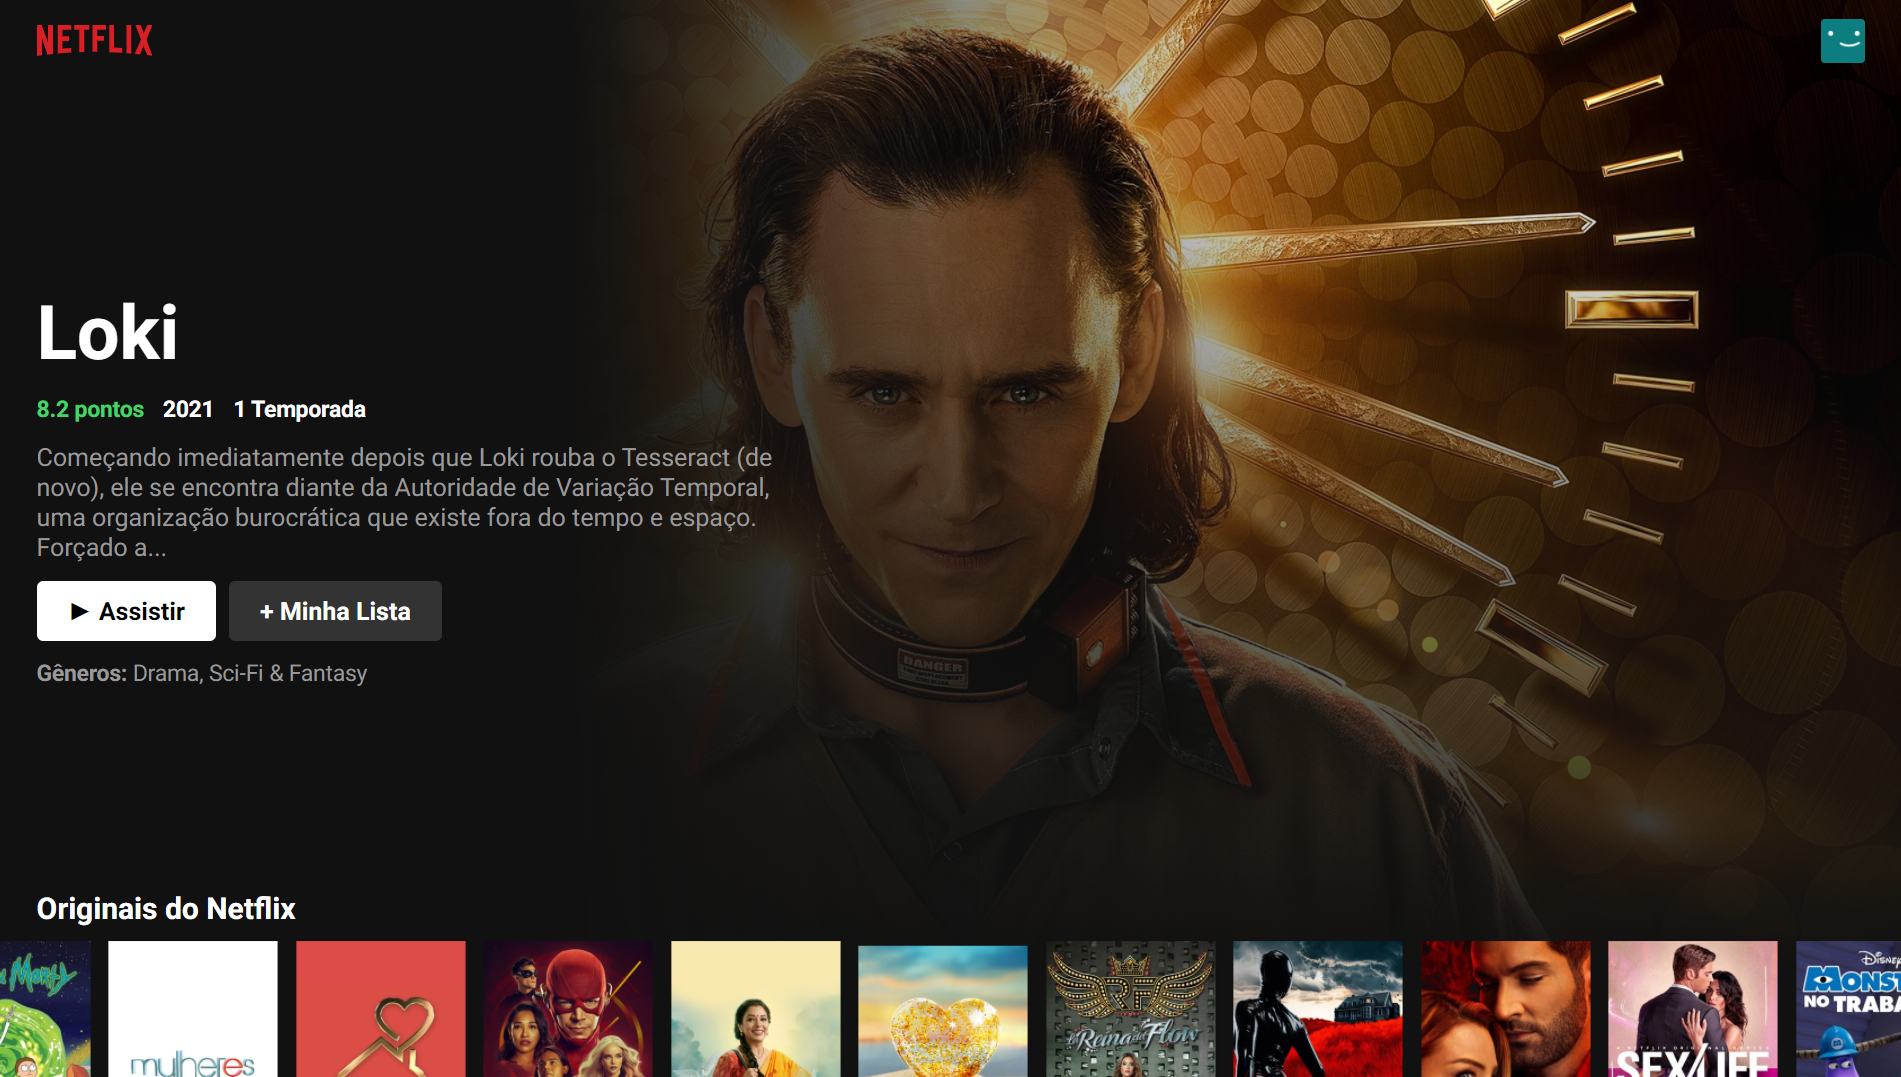 NETFLIX
Loki
8.2 pontos 2021 1 Temporada
Começando imediatamente depois que Loki rouba o Tesseract (de
novo), ele se encontra diante da Autoridade de Variação Temporal,
uma organização burocrática que existe fora do tempo e espaço.
Forçado a...
► Assistir
+ Minha Lista
Gêneros: Drama, Sci-Fi & Fantasy
DANGER
Originais do Netflix
Morty
mulheres
RF
La Reina del Flow
SEX/LIFE
DISNEY
MONST
NO TRABA